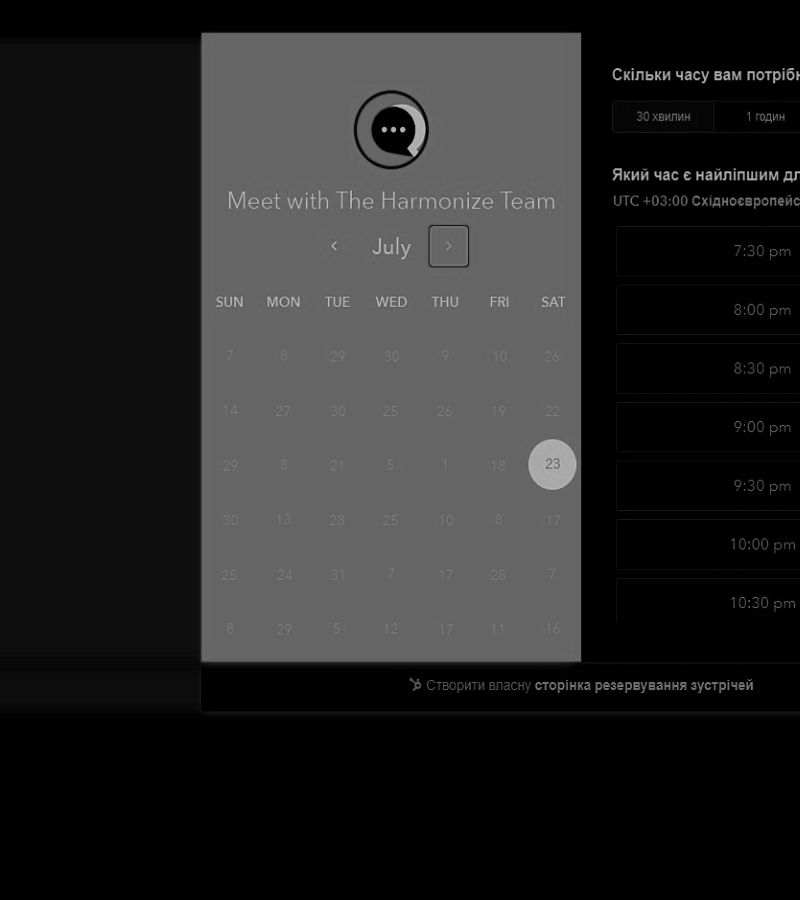 Meet with The Harmonize Team
July
SUN MON TUE WED THU FRI SAT
7 8 29 30 9 10 26
14 27 30 25 26 19 22
29 8 21 5 1 18 23
30 13 28 25 10 8 17
25 24 31 7 17 28 7
8 29 5 12 17 11 16
Скільки часу вам потріб
30 хвилин 1 годин
Який час є найліпшим дл
UTC +03:00 Східноєвропейс
7:30 pm
8:00 pm
8:30 pm
9:00 pm
9:30 pm
10:00 pm
10:30 pm
Створити власну сторінка резервування зустрічей